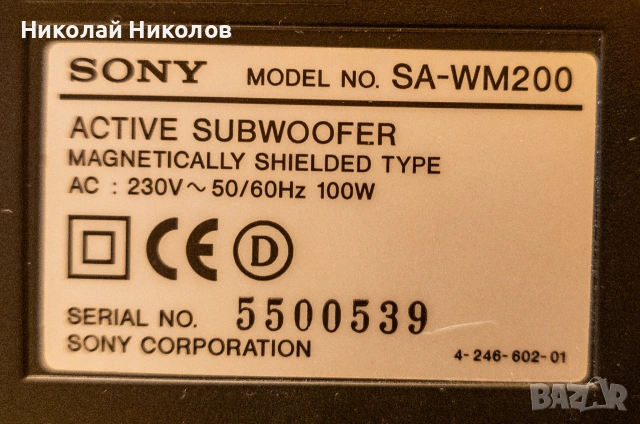 Николай Николов
SONY MODEL NO. SA-WM200
ACTIVE SUBWOOFER
MAGNETICALLY SHIELDED TYPE
AC : 230V～50/60Hz 100W
CE D
SERIAL NO. 5500539
SONY CORPORATION 4-246-602-01
BAZAR